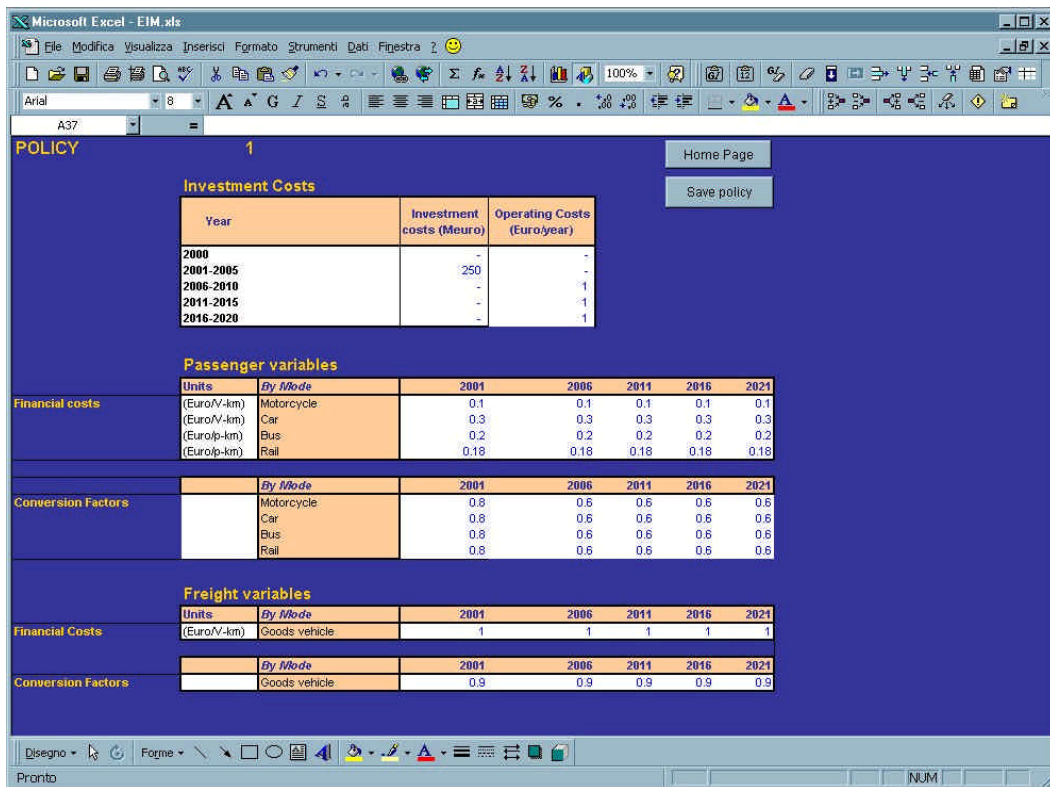 Microsoft Excel - EIM.xls
File Modifica Visualizza Inserisci Formato Strumenti Dati Finestra ?
100%
Arial 8 A A G I S
A37 =
POLICY 1
Home Page
Save policy
Investment Costs
Year Investment costs (Meuro) Operating Costs (Euro/year)
2000 - -
2001-2005 250 -
2006-2010 - 1
2011-2015 - 1
2016-2020 - 1
Passenger variables
Units By Mode 2001 2006 2011 2016 2021
Financial costs (Euro/V-km) Motorcycle 0.1 0.1 0.1 0.1 0.1
(Euro/V-km) Car 0.3 0.3 0.3 0.3 0.3
(Euro/p-km) Bus 0.2 0.2 0.2 0.2 0.2
(Euro/p-km) Rail 0.18 0.18 0.18 0.18 0.18
By Mode 2001 2006 2011 2016 2021
Conversion Factors Motorcycle 0.8 0.6 0.6 0.6 0.6
Car 0.8 0.6 0.6 0.6 0.6
Bus 0.8 0.6 0.6 0.6 0.6
Rail 0.8 0.6 0.6 0.6 0.6
Freight variables
Units By Mode 2001 2006 2011 2016 2021
Financial Costs (Euro/V-km) Goods vehicle 1 1 1 1 1
By Mode 2001 2006 2011 2016 2021
Conversion Factors Goods vehicle 0.9 0.9 0.9 0.9 0.9
Disegno Forme
Pronto NUM